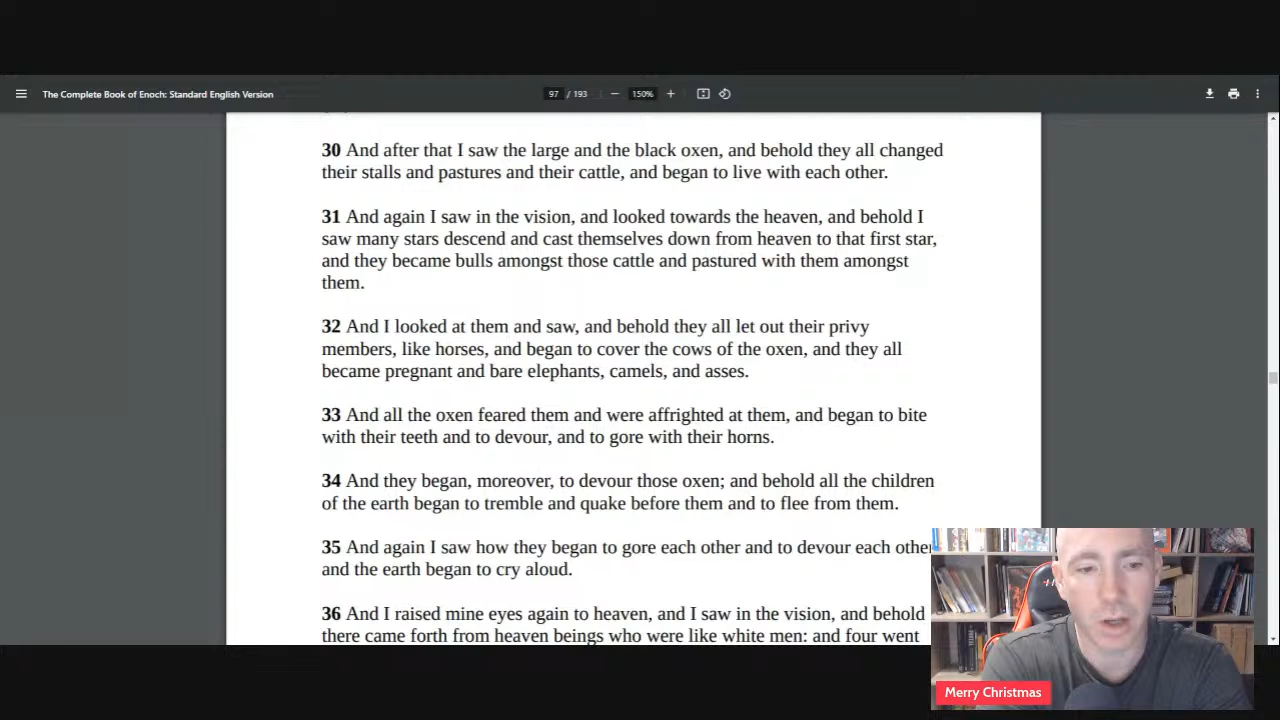 The Complete Book of Enoch: Standard English Version
97 / 193
150%
30 And after that I saw the large and the black oxen, and behold they all changed
their stalls and pastures and their cattle, and began to live with each other.
31 And again I saw in the vision, and looked towards the heaven, and behold I
saw many stars descend and cast themselves down from heaven to that first star,
and they became bulls amongst those cattle and pastured with them amongst
them.
32 And I looked at them and saw, and behold they all let out their privy
members, like horses, and began to cover the cows of the oxen, and they all
became pregnant and bare elephants, camels, and asses.
33 And all the oxen feared them and were affrighted at them, and began to bite
with their teeth and to devour, and to gore with their horns.
34 And they began, moreover, to devour those oxen; and behold all the children
of the earth began to tremble and quake before them and to flee from them.
35 And again I saw how they began to gore each other and to devour each other
and the earth began to cry aloud.
36 And I raised mine eyes again to heaven, and I saw in the vision, and behold
there came forth from heaven beings who were like white men: and four went
Merry Christmas